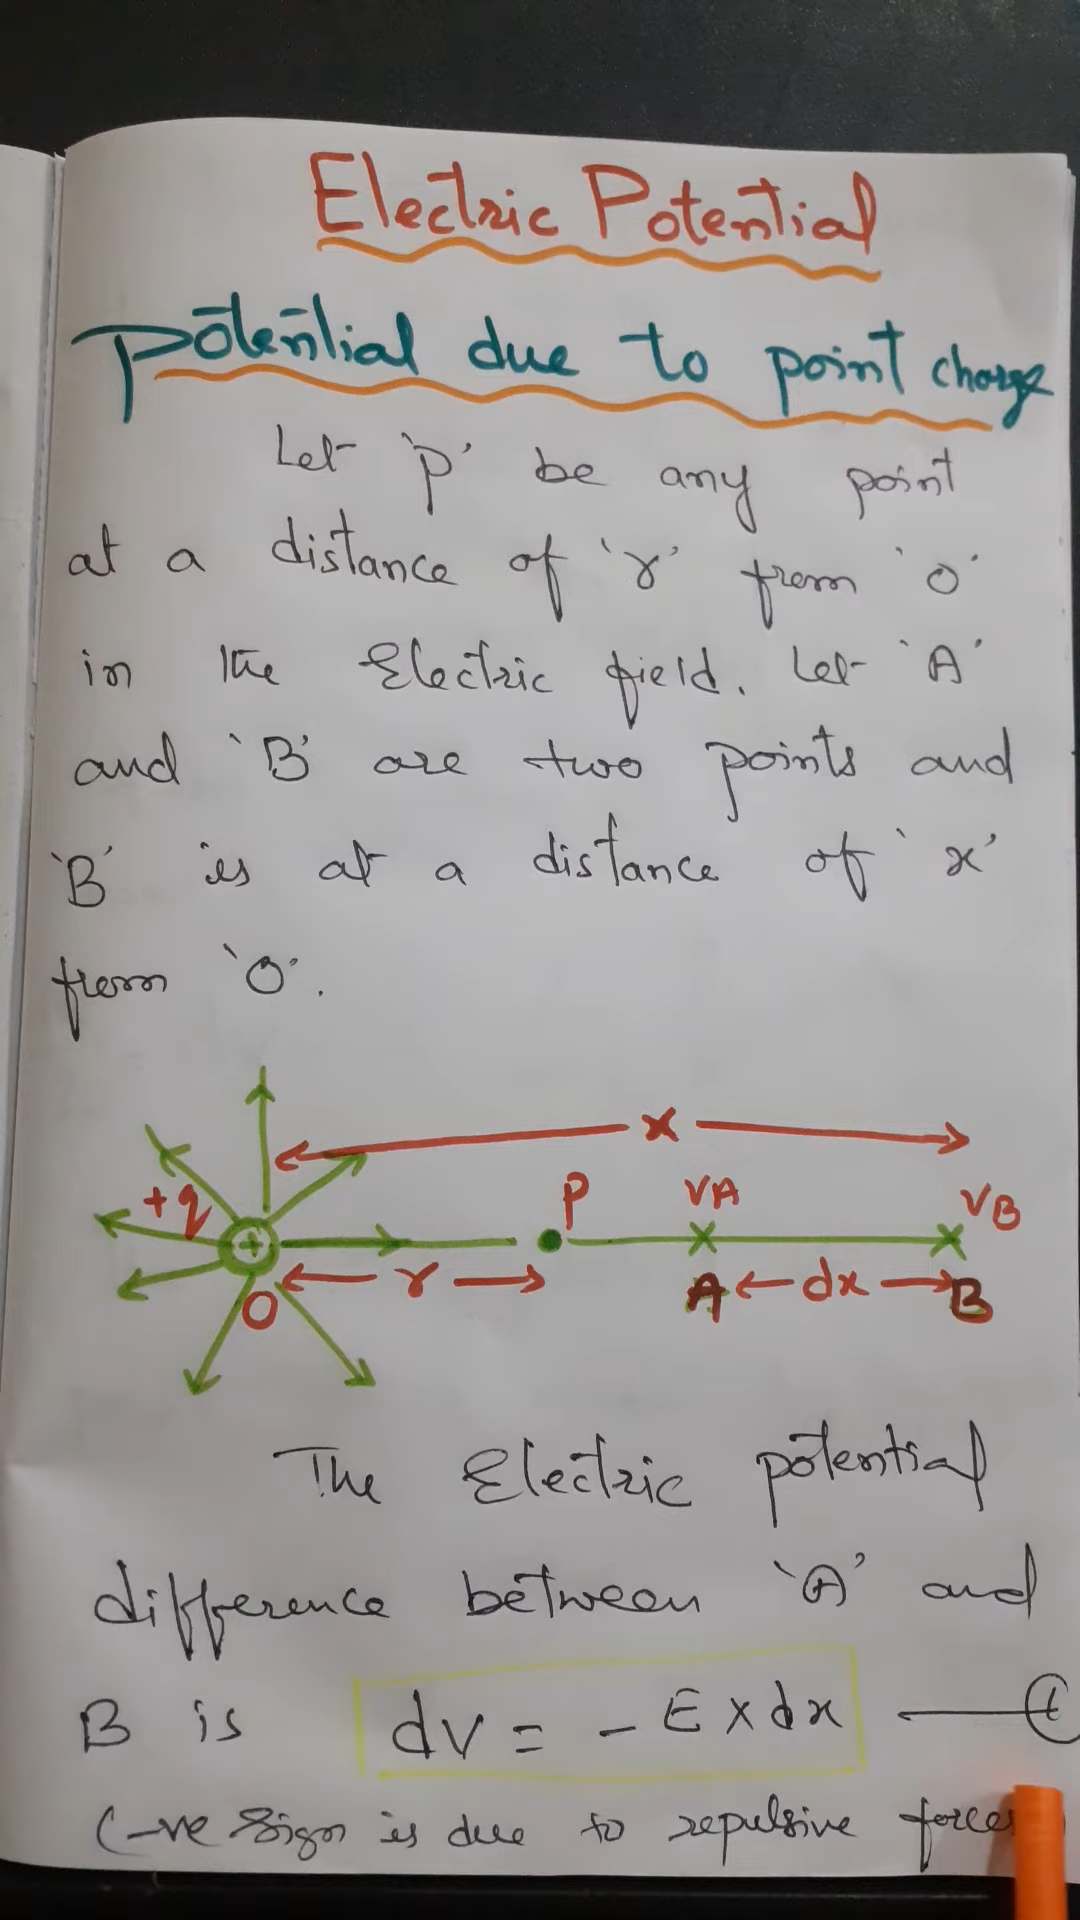 Electric Potential
Potential due to point charge
Let 'P' be any point
at a distance of 'r' from 'O'
in the Electric field. Let 'A'
and 'B' are two points and
'B' is at a distance of 'x'
from 'O'.
x
+q P VA VB
+
O r A dx B
The Electric potential
difference between 'A' and
B is dV = - E x dx — 1
(-ve Sign is due to repulsive forces